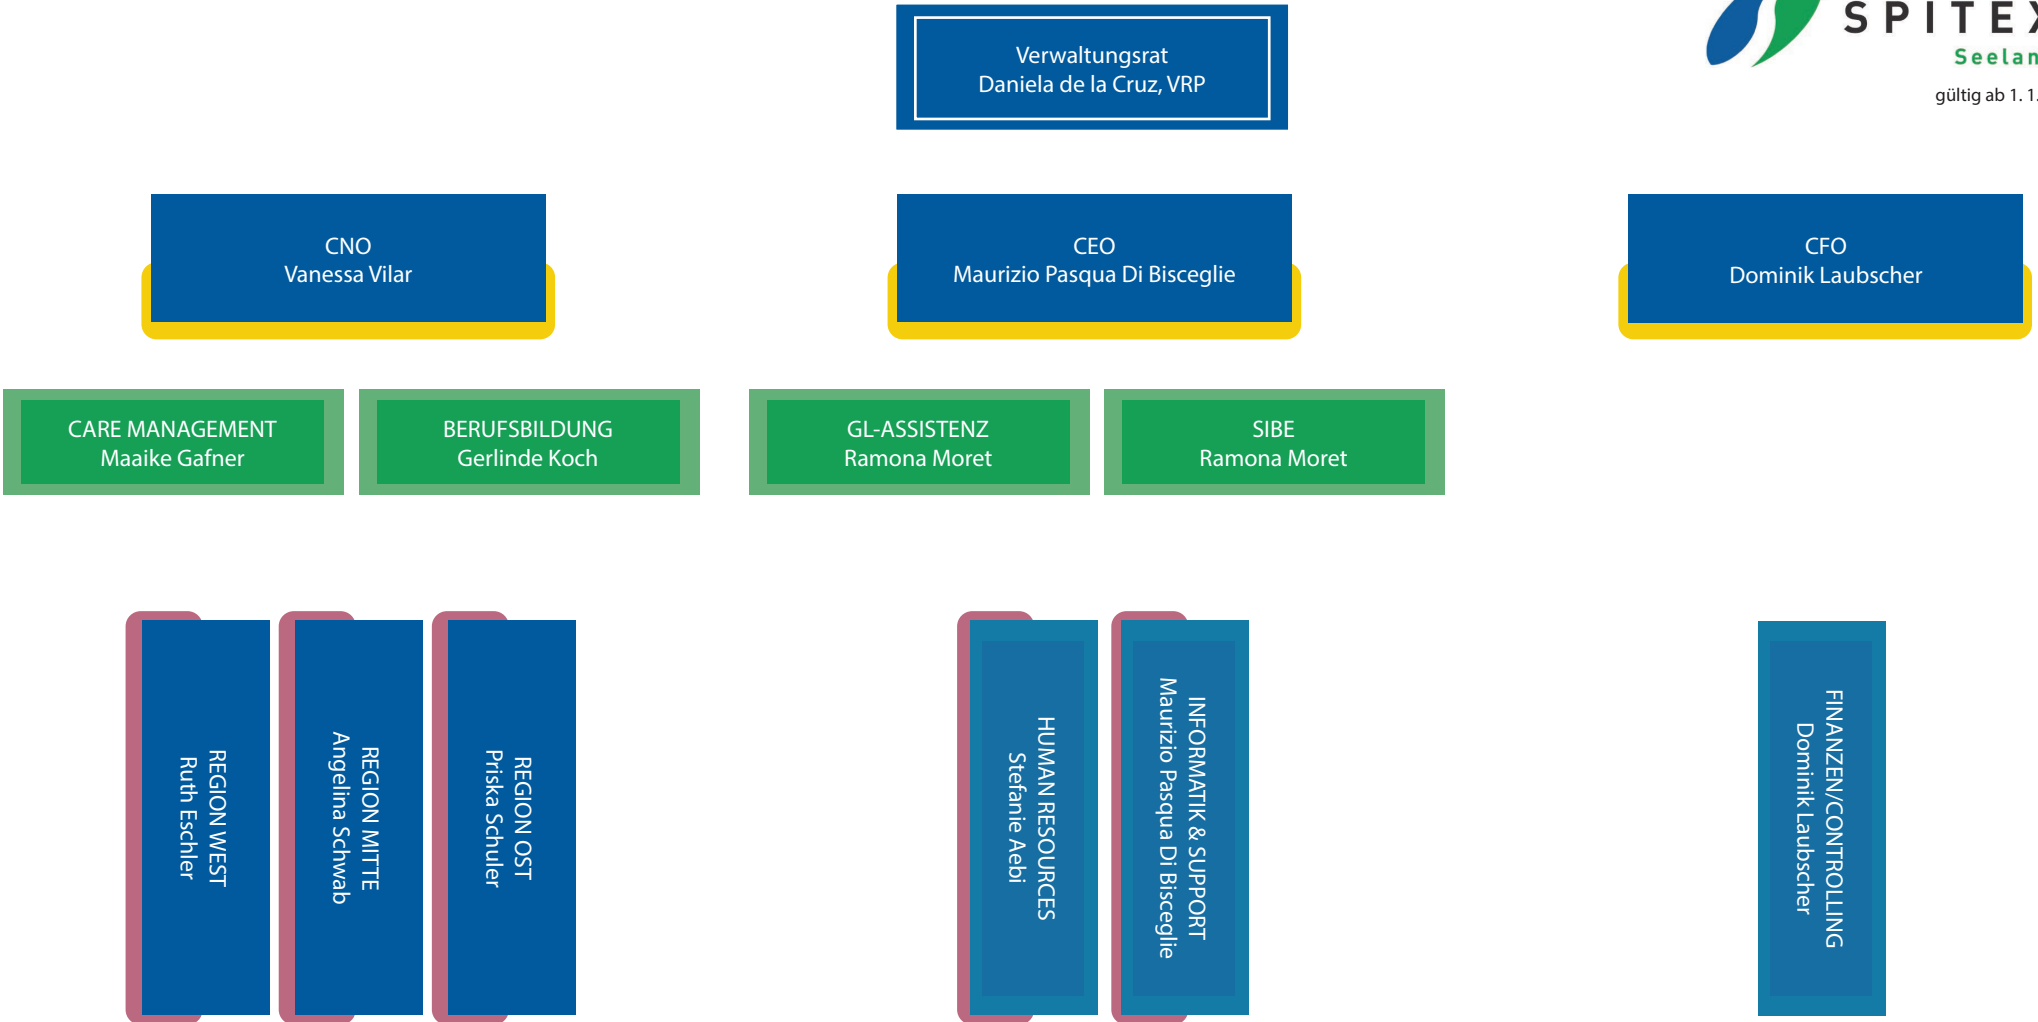 SPITEX
Seelan
gültig ab 1. 1.
Verwaltungsrat
Daniela de la Cruz, VRP
CNO
Vanessa Vilar
CEO
Maurizio Pasqua Di Bisceglie
CFO
Dominik Laubscher
CARE MANAGEMENT
Maaike Gafner
BERUFSBILDUNG
Gerlinde Koch
GL-ASSISTENZ
Ramona Moret
SIBE
Ramona Moret
REGION WEST
Ruth Eschler
REGION MITTE
Angelina Schwab
REGION OST
Priska Schuler
HUMAN RESOURCES
Stefanie Aebi
INFORMATIK & SUPPORT
Maurizio Pasqua Di Bisceglie
FINANZEN/CONTROLLING
Dominik Laubscher